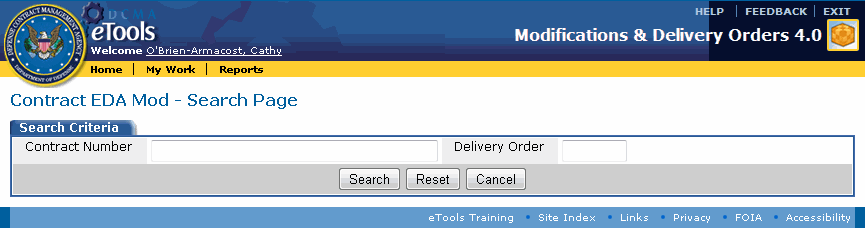 HELP | FEEDBACK | EXIT
DCMA
eTools
Welcome O'Brien-Armacost, Cathy
Modifications & Delivery Orders 4.0
DEFENSE CONTRACT MANAGEMENT AGENCY
DEPARTMENT OF DEFENSE
Home | My Work | Reports
Contract EDA Mod - Search Page
Search Criteria
Contract Number Delivery Order
Search Reset Cancel
eTools Training • Site Index • Links • Privacy • FOIA • Accessibility